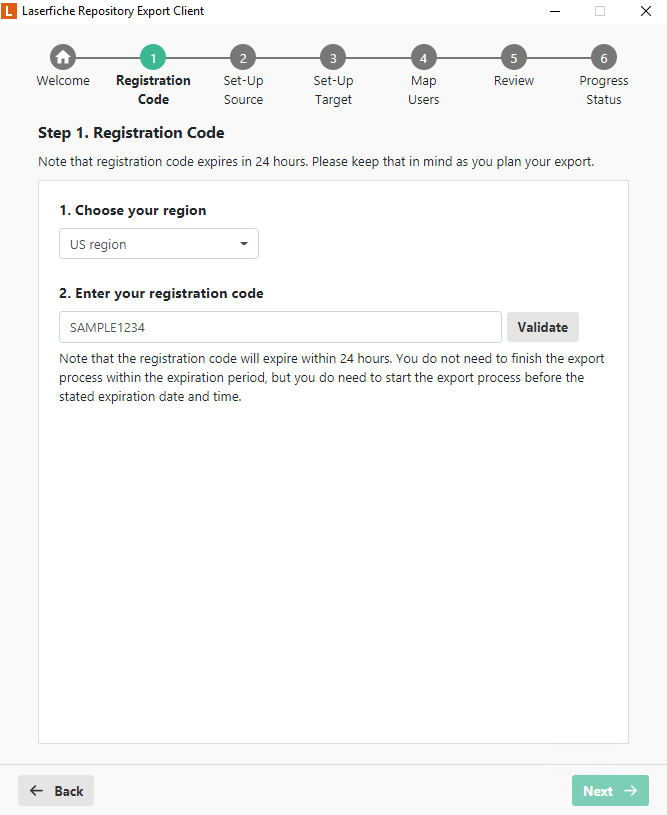 L Laserfiche Repository Export Client
1 2 3 4 5 6
Welcome Registration Set-Up Set-Up Map Review Progress
Code Source Target Users Status
Step 1. Registration Code
Note that registration code expires in 24 hours. Please keep that in mind as you plan your export.
1. Choose your region
US region
2. Enter your registration code
SAMPLE1234 Validate
Note that the registration code will expire within 24 hours. You do not need to finish the export
process within the expiration period, but you do need to start the export process before the
stated expiration date and time.
Back Next